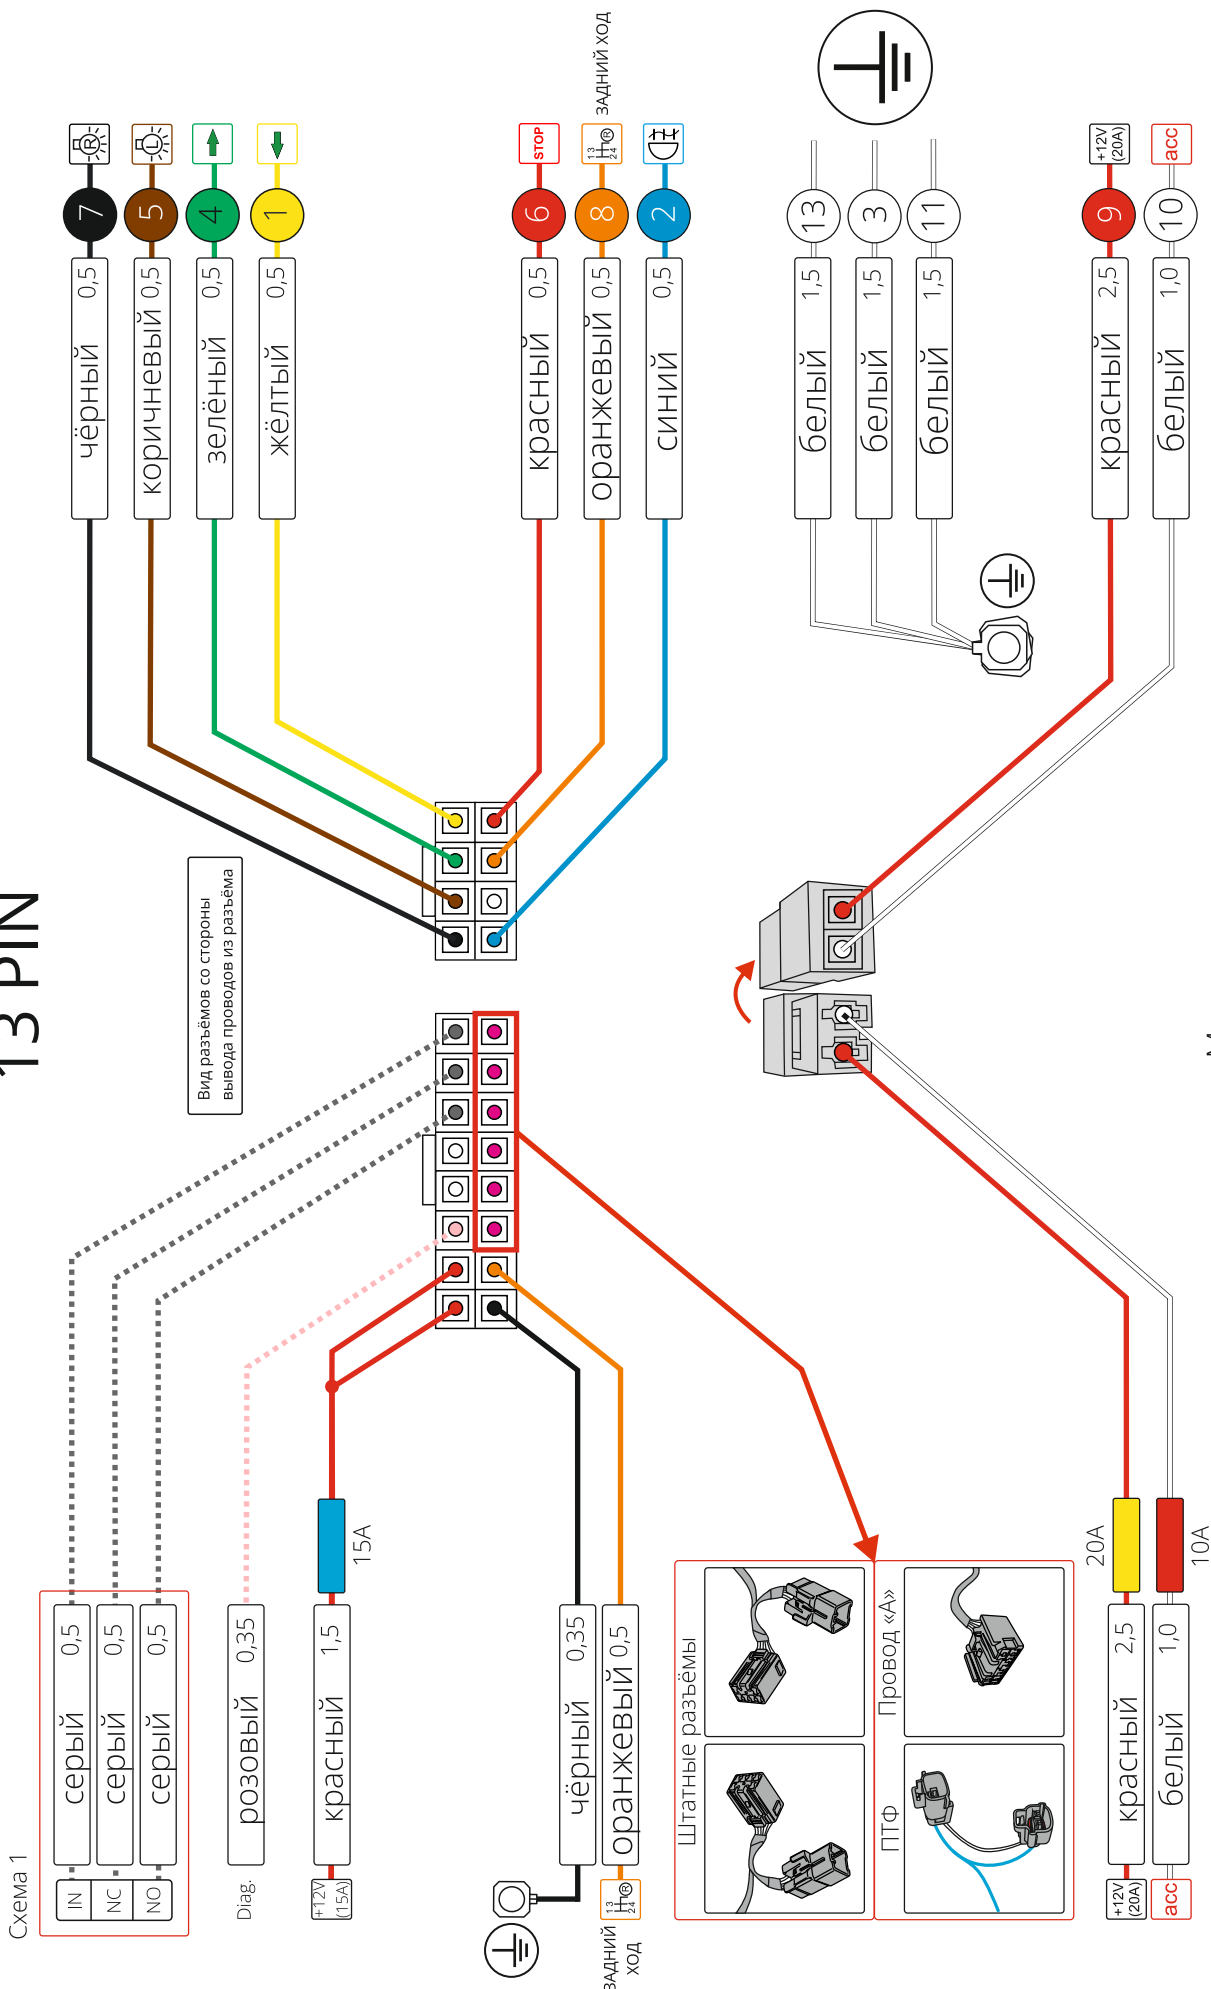 13 PIN
Схема 1
IN
серый 0,5
NC
серый 0,5
NO
серый 0,5
Diag.
розовый 0,35
+12V
(15A)
красный 1,5
15A
Вид разъёмов со стороны
вывода проводов из разъёма
чёрный 0,5
7
R
коричневый 0,5
5
L
зелёный 0,5
4
жёлтый 0,5
1
чёрный 0,35
ЗАДНИЙ
ХОД
13
24
R
оранжевый 0,5
красный 0,5
6
STOP
оранжевый 0,5
8
13
24
R
ЗАДНИЙ ХОД
синий 0,5
2
Штатные разъёмы
ПТФ
Провод «А»
белый 1,5
13
белый 1,5
3
белый 1,5
11
+12V
(20A)
красный 2,5
20A
acc
белый 1,0
10A
красный 2,5
9
+12V
(20A)
белый 1,0
10
acc